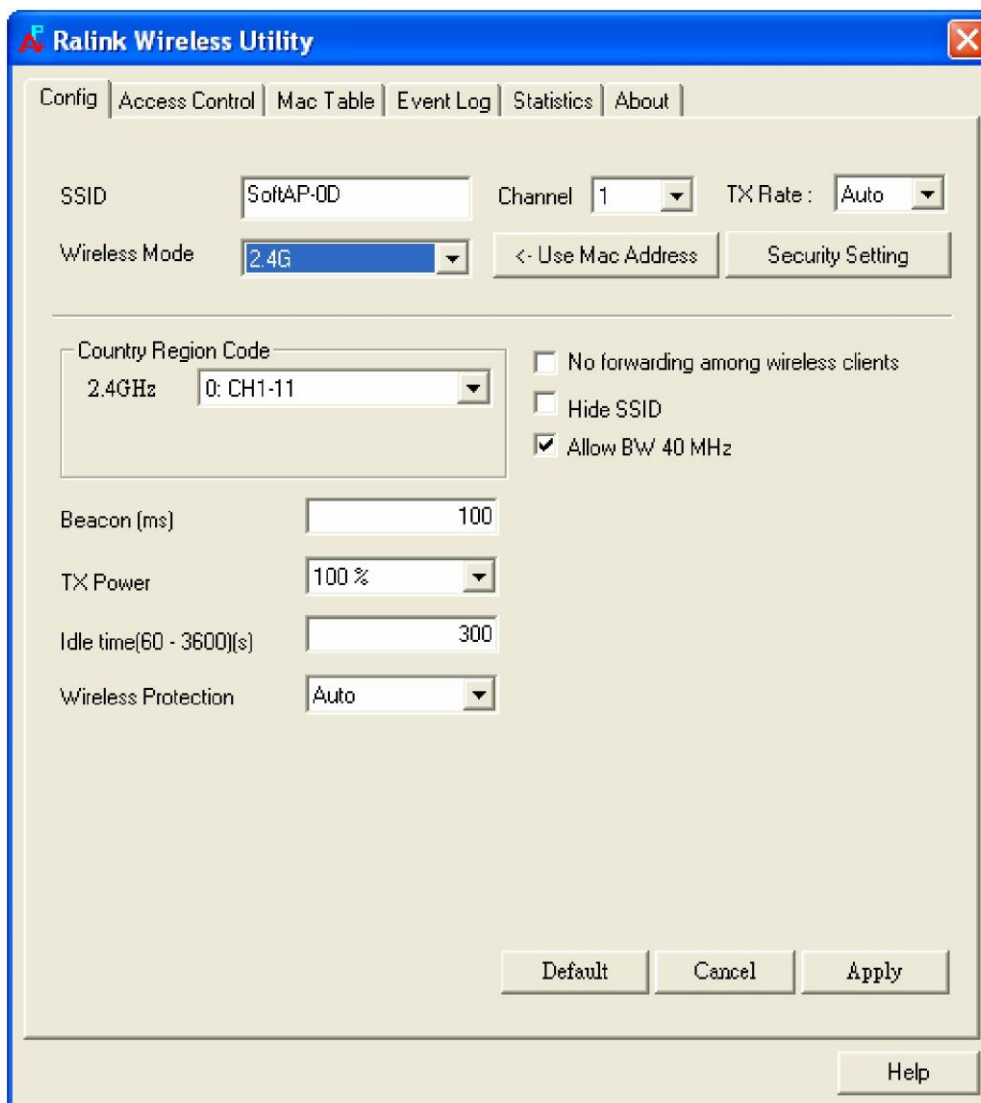 Ralink Wireless Utility
Config Access Control Mac Table Event Log Statistics About
SSID SoftAP-0D Channel 1 TX Rate : Auto
Wireless Mode 2.4G <- Use Mac Address Security Setting
Country Region Code
2.4GHz 0: CH1-11
No forwarding among wireless clients
Hide SSID
Allow BW 40 MHz
Beacon (ms) 100
TX Power 100 %
Idle time(60 - 3600)(s) 300
Wireless Protection Auto
Default Cancel Apply
Help